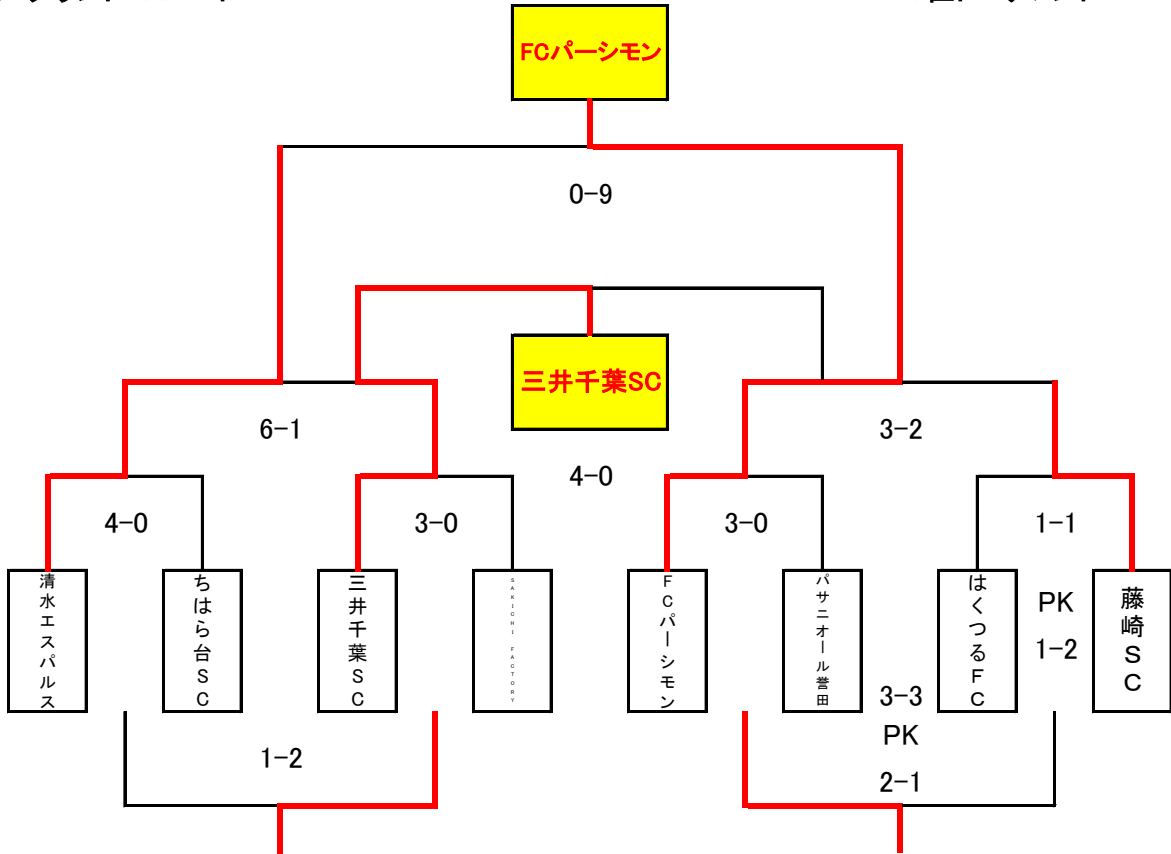 FCパーシモン
0-9
三井千葉SC
6-1
3-2
4-0
4-0
3-0
3-0
1-1
清水エスパルス
ちはら台SC
三井千葉SC
SAKICHI FACTORY
FCパーシモン
パサニオール誉田
はくつるFC
PK
1-2
藤崎SC
3-3
PK
2-1
1-2